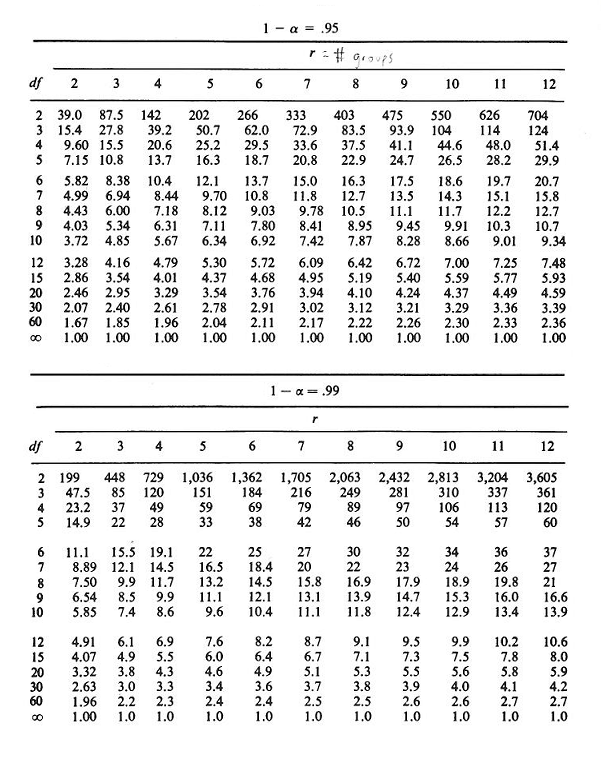 1 − α = .95
r = # groups
df 2 3 4 5 6 7 8 9 10 11 12
2 39.0 87.5 142 202 266 333 403 475 550 626 704
3 15.4 27.8 39.2 50.7 62.0 72.9 83.5 93.9 104 114 124
4 9.60 15.5 20.6 25.2 29.5 33.6 37.5 41.1 44.6 48.0 51.4
5 7.15 10.8 13.7 16.3 18.7 20.8 22.9 24.7 26.5 28.2 29.9
6 5.82 8.38 10.4 12.1 13.7 15.0 16.3 17.5 18.6 19.7 20.7
7 4.99 6.94 8.44 9.70 10.8 11.8 12.7 13.5 14.3 15.1 15.8
8 4.43 6.00 7.18 8.12 9.03 9.78 10.5 11.1 11.7 12.2 12.7
9 4.03 5.34 6.31 7.11 7.80 8.41 8.95 9.45 9.91 10.3 10.7
10 3.72 4.85 5.67 6.34 6.92 7.42 7.87 8.28 8.66 9.01 9.34
12 3.28 4.16 4.79 5.30 5.72 6.09 6.42 6.72 7.00 7.25 7.48
15 2.86 3.54 4.01 4.37 4.68 4.95 5.19 5.40 5.59 5.77 5.93
20 2.46 2.95 3.29 3.54 3.76 3.94 4.10 4.24 4.37 4.49 4.59
30 2.07 2.40 2.61 2.78 2.91 3.02 3.12 3.21 3.29 3.36 3.39
60 1.67 1.85 1.96 2.04 2.11 2.17 2.22 2.26 2.30 2.33 2.36
∞ 1.00 1.00 1.00 1.00 1.00 1.00 1.00 1.00 1.00 1.00 1.00
1 − α = .99
r
df 2 3 4 5 6 7 8 9 10 11 12
2 199 448 729 1,036 1,362 1,705 2,063 2,432 2,813 3,204 3,605
3 47.5 85 120 151 184 216 249 281 310 337 361
4 23.2 37 49 59 69 79 89 97 106 113 120
5 14.9 22 28 33 38 42 46 50 54 57 60
6 11.1 15.5 19.1 22 25 27 30 32 34 36 37
7 8.89 12.1 14.5 16.5 18.4 20 22 23 24 26 27
8 7.50 9.9 11.7 13.2 14.5 15.8 16.9 17.9 18.9 19.8 21
9 6.54 8.5 9.9 11.1 12.1 13.1 13.9 14.7 15.3 16.0 16.6
10 5.85 7.4 8.6 9.6 10.4 11.1 11.8 12.4 12.9 13.4 13.9
12 4.91 6.1 6.9 7.6 8.2 8.7 9.1 9.5 9.9 10.2 10.6
15 4.07 4.9 5.5 6.0 6.4 6.7 7.1 7.3 7.5 7.8 8.0
20 3.32 3.8 4.3 4.6 4.9 5.1 5.3 5.5 5.6 5.8 5.9
30 2.63 3.0 3.3 3.4 3.6 3.7 3.8 3.9 4.0 4.1 4.2
60 1.96 2.2 2.3 2.4 2.4 2.5 2.5 2.6 2.6 2.7 2.7
∞ 1.00 1.0 1.0 1.0 1.0 1.0 1.0 1.0 1.0 1.0 1.0